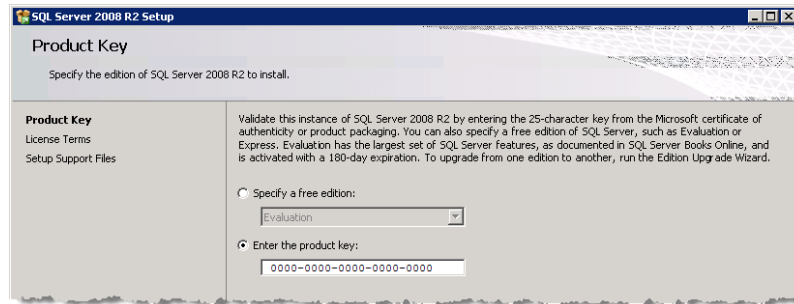 SQL Server 2008 R2 Setup
Product Key
Specify the edition of SQL Server 2008 R2 to install.
Product Key
License Terms
Setup Support Files
Validate this instance of SQL Server 2008 R2 by entering the 25-character key from the Microsoft certificate of
authenticity or product packaging. You can also specify a free edition of SQL Server, such as Evaluation or
Express. Evaluation has the largest set of SQL Server features, as documented in SQL Server Books Online, and
is activated with a 180-day expiration. To upgrade from one edition to another, run the Edition Upgrade Wizard.
Specify a free edition:
Evaluation
Enter the product key:
0000-0000-0000-0000-0000